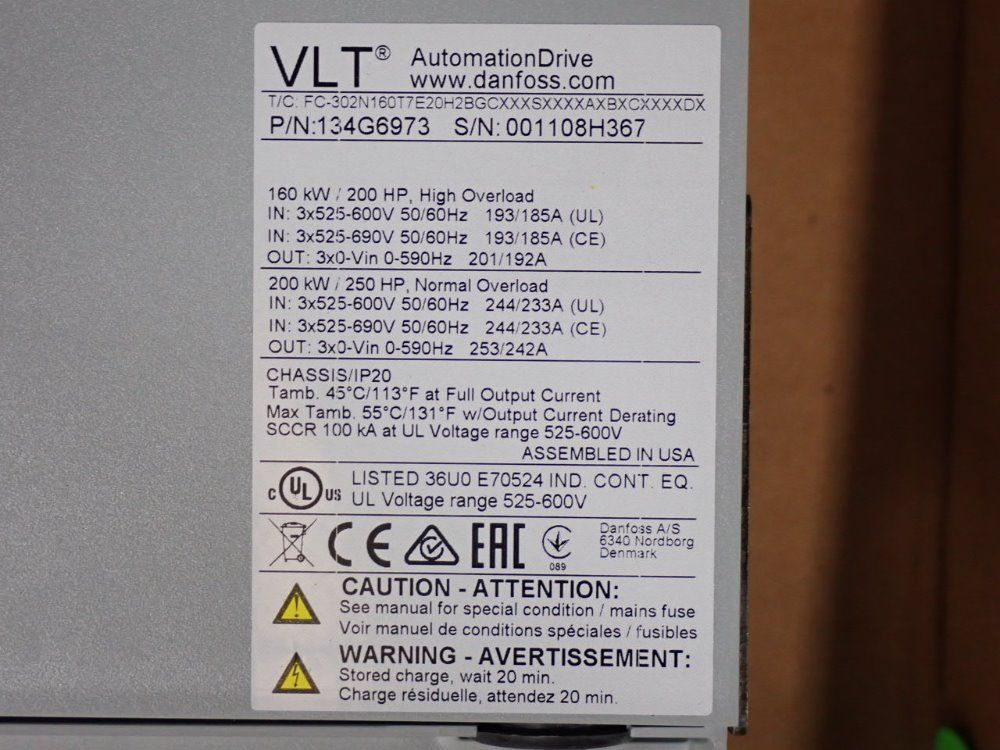 VLT® AutomationDrive
www.danfoss.com
T/C: FC-302N160T7E20H2BGCXXXSXXXXAXBXCXXXXDX
P/N:134G6973 S/N: 001108H367
160 kW / 200 HP, High Overload
IN: 3x525-600V 50/60Hz 193/185A (UL)
IN: 3x525-690V 50/60Hz 193/185A (CE)
OUT: 3x0-Vin 0-590Hz 201/192A
200 kW / 250 HP, Normal Overload
IN: 3x525-600V 50/60Hz 244/233A (UL)
IN: 3x525-690V 50/60Hz 244/233A (CE)
OUT: 3x0-Vin 0-590Hz 253/242A
CHASSIS/IP20
Tamb. 45°C/113°F at Full Output Current
Max Tamb. 55°C/131°F w/Output Current Derating
SCCR 100 kA at UL Voltage range 525-600V
ASSEMBLED IN USA
c UL US LISTED 36U0 E70524 IND. CONT. EQ.
UL Voltage range 525-600V
CE EAC 089
Danfoss A/S
6340 Nordborg
Denmark
CAUTION - ATTENTION:
See manual for special condition / mains fuse
Voir manuel de conditions spéciales / fusibles
WARNING - AVERTISSEMENT:
Stored charge, wait 20 min.
Charge résiduelle, attendez 20 min.